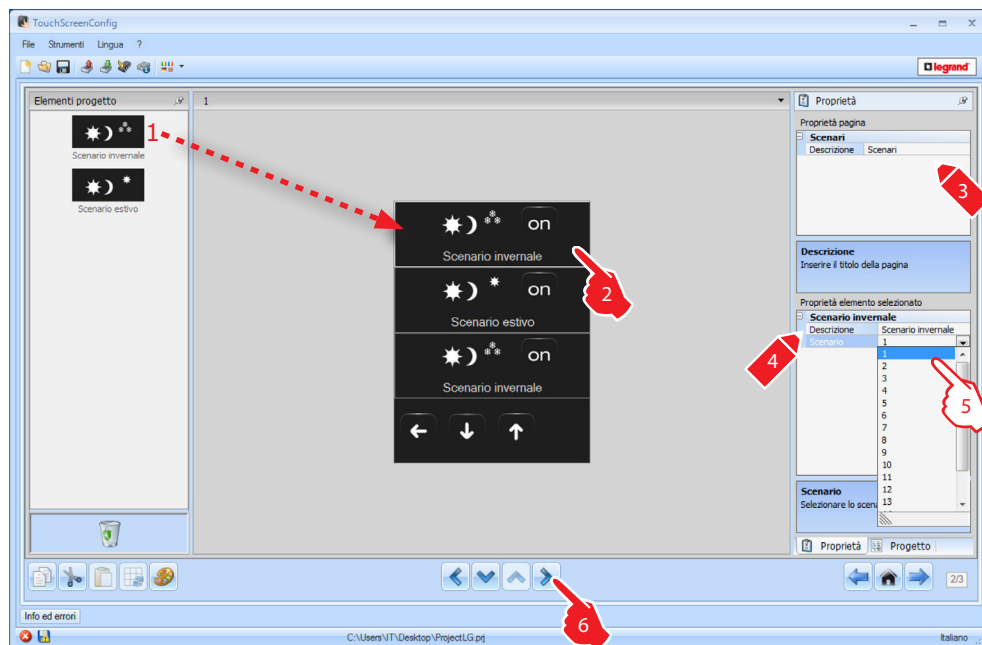 TouchScreenConfig
File Strumenti Lingua ?
legrand
Elementi progetto
1
Proprietà
1
Scenario invernale
Scenario estivo
on
Scenario invernale
2
on
Scenario estivo
on
Scenario invernale
Proprietà pagina
Scenari
Descrizione Scenari
3
Descrizione
Inserire il titolo della pagina
Proprietà elemento selezionato
Scenario invernale
Descrizione Scenario invernale
Scenario 1
4
1
2
3
4
5
6
7
8
9
10
11
12
13
5
Scenario
Selezionare lo
Proprietà Progetto
2/3
6
Info ed errori
C:\Users\IT\Desktop\ProjectLG.prj
Italiano